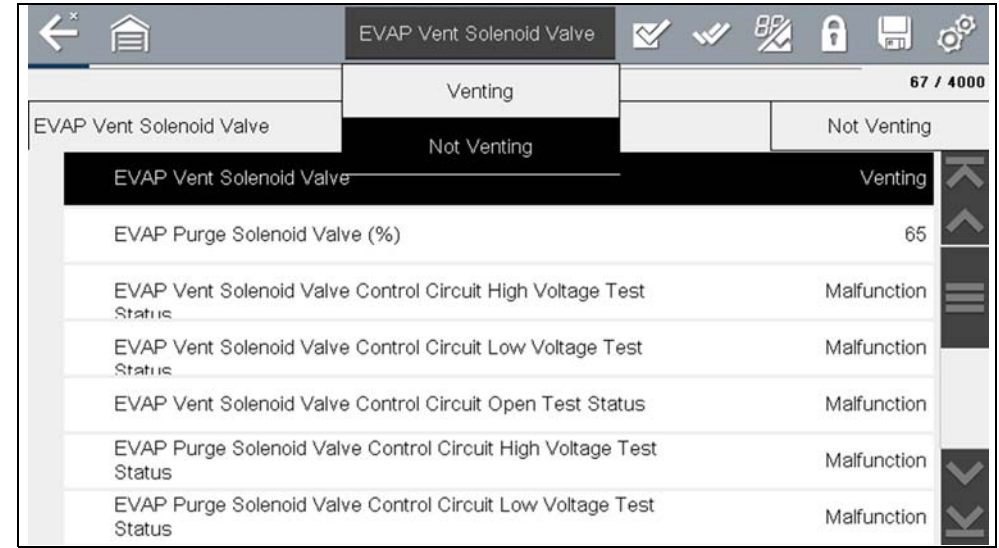 EVAP Vent Solenoid Valve
67 / 4000
Venting
EVAP Vent Solenoid Valve
Not Venting
Not Venting
EVAP Vent Solenoid Valve
Venting
EVAP Purge Solenoid Valve (%)
65
EVAP Vent Solenoid Valve Control Circuit High Voltage Test
Status
Malfunction
EVAP Vent Solenoid Valve Control Circuit Low Voltage Test
Status
Malfunction
EVAP Vent Solenoid Valve Control Circuit Open Test Status
Malfunction
EVAP Purge Solenoid Valve Control Circuit High Voltage Test
Status
Malfunction
EVAP Purge Solenoid Valve Control Circuit Low Voltage Test
Status
Malfunction